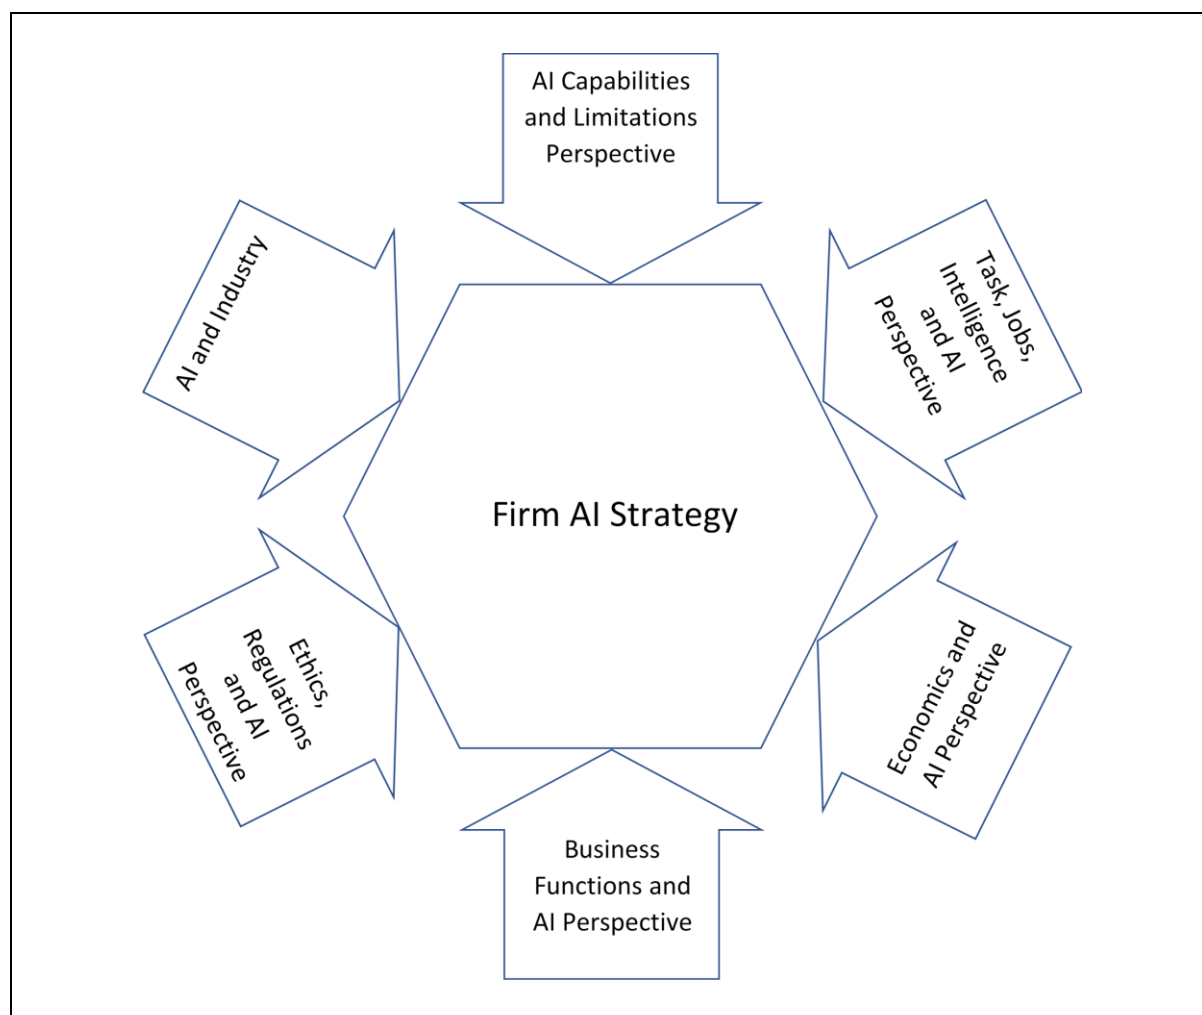 AI Capabilities
and Limitations
Perspective
AI and Industry
Task, Jobs,
Intelligence
and AI
Perspective
Firm AI Strategy
Ethics,
Regulations
and AI
Perspective
Economics and
AI Perspective
Business
Functions and
AI Perspective